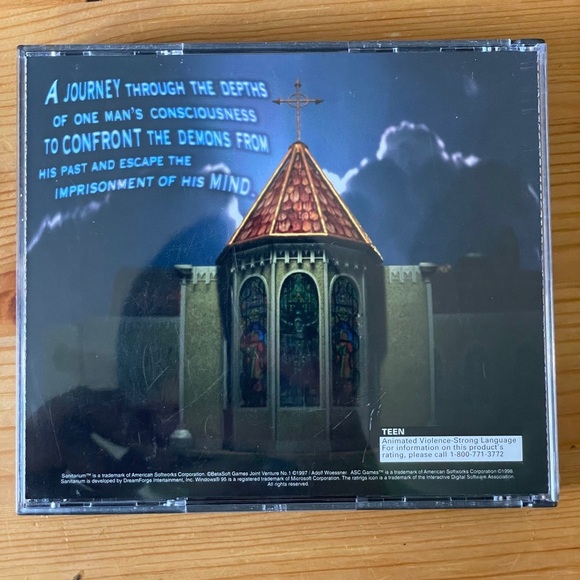 A JOURNEY THROUGH THE DEPTHS
OF ONE MAN'S CONSCIOUSNESS
TO CONFRONT THE DEMONS FROM
HIS PAST AND ESCAPE THE
IMPRISONMENT OF HIS MIND.
TEEN
Animated Violence-Strong Language
For information on this product's
rating, please call 1-800-771-3772
Sanitarium™ is a trademark of American Softworks Corporation. ©BetaSoft Games Joint Venture No.1 ©1997 / Adolf Woessner. ASC Games™ is a trademark of American Softworks Corporation ©1998.
Sanitarium is developed by DreamForge Intertainment, Inc. Windows® 95 is a registered trademark of Microsoft Corporation. The ratings icon is a trademark of the Interactive Digital Software Association.
All rights reserved.